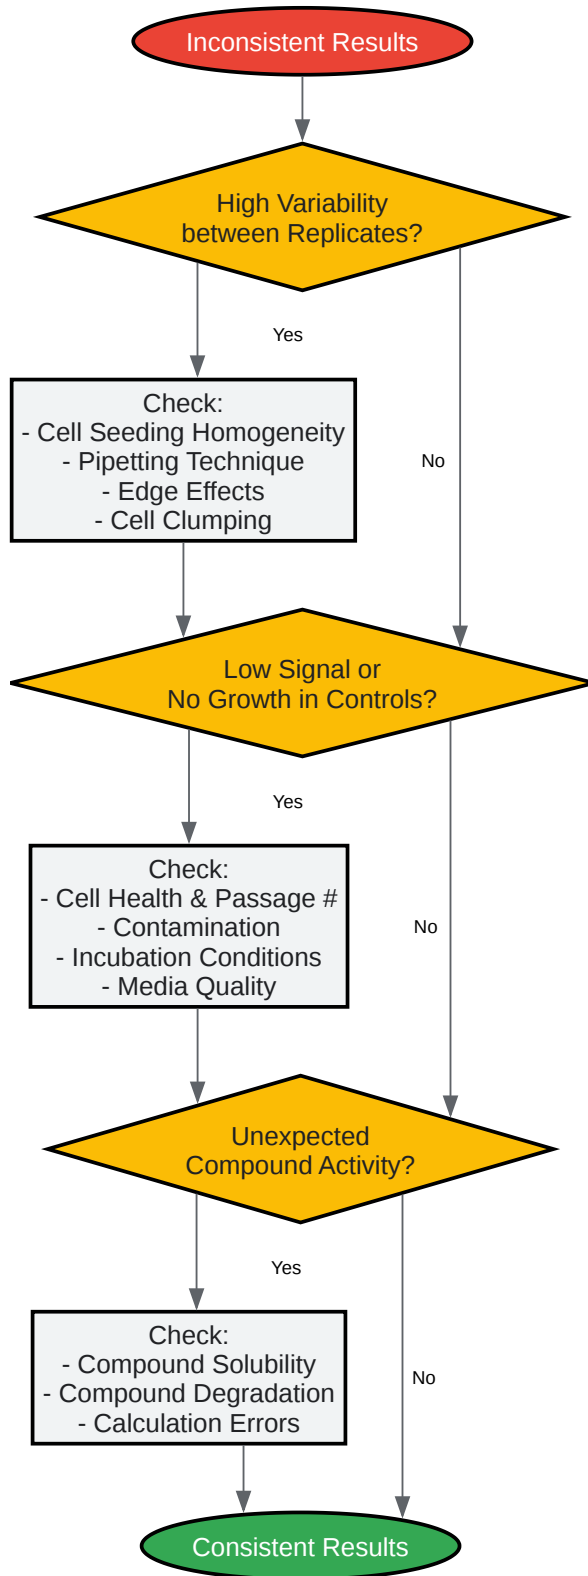 Inconsistent Results
High Variability
between Replicates?
Yes
Check:
- Cell Seeding Homogeneity
- Pipetting Technique
- Edge Effects
- Cell Clumping
No
Low Signal or
No Growth in Controls?
Yes
Check:
- Cell Health & Passage #
- Contamination
- Incubation Conditions
- Media Quality
No
Unexpected
Compound Activity?
Yes
Check:
- Compound Solubility
- Compound Degradation
- Calculation Errors
No
Consistent Results